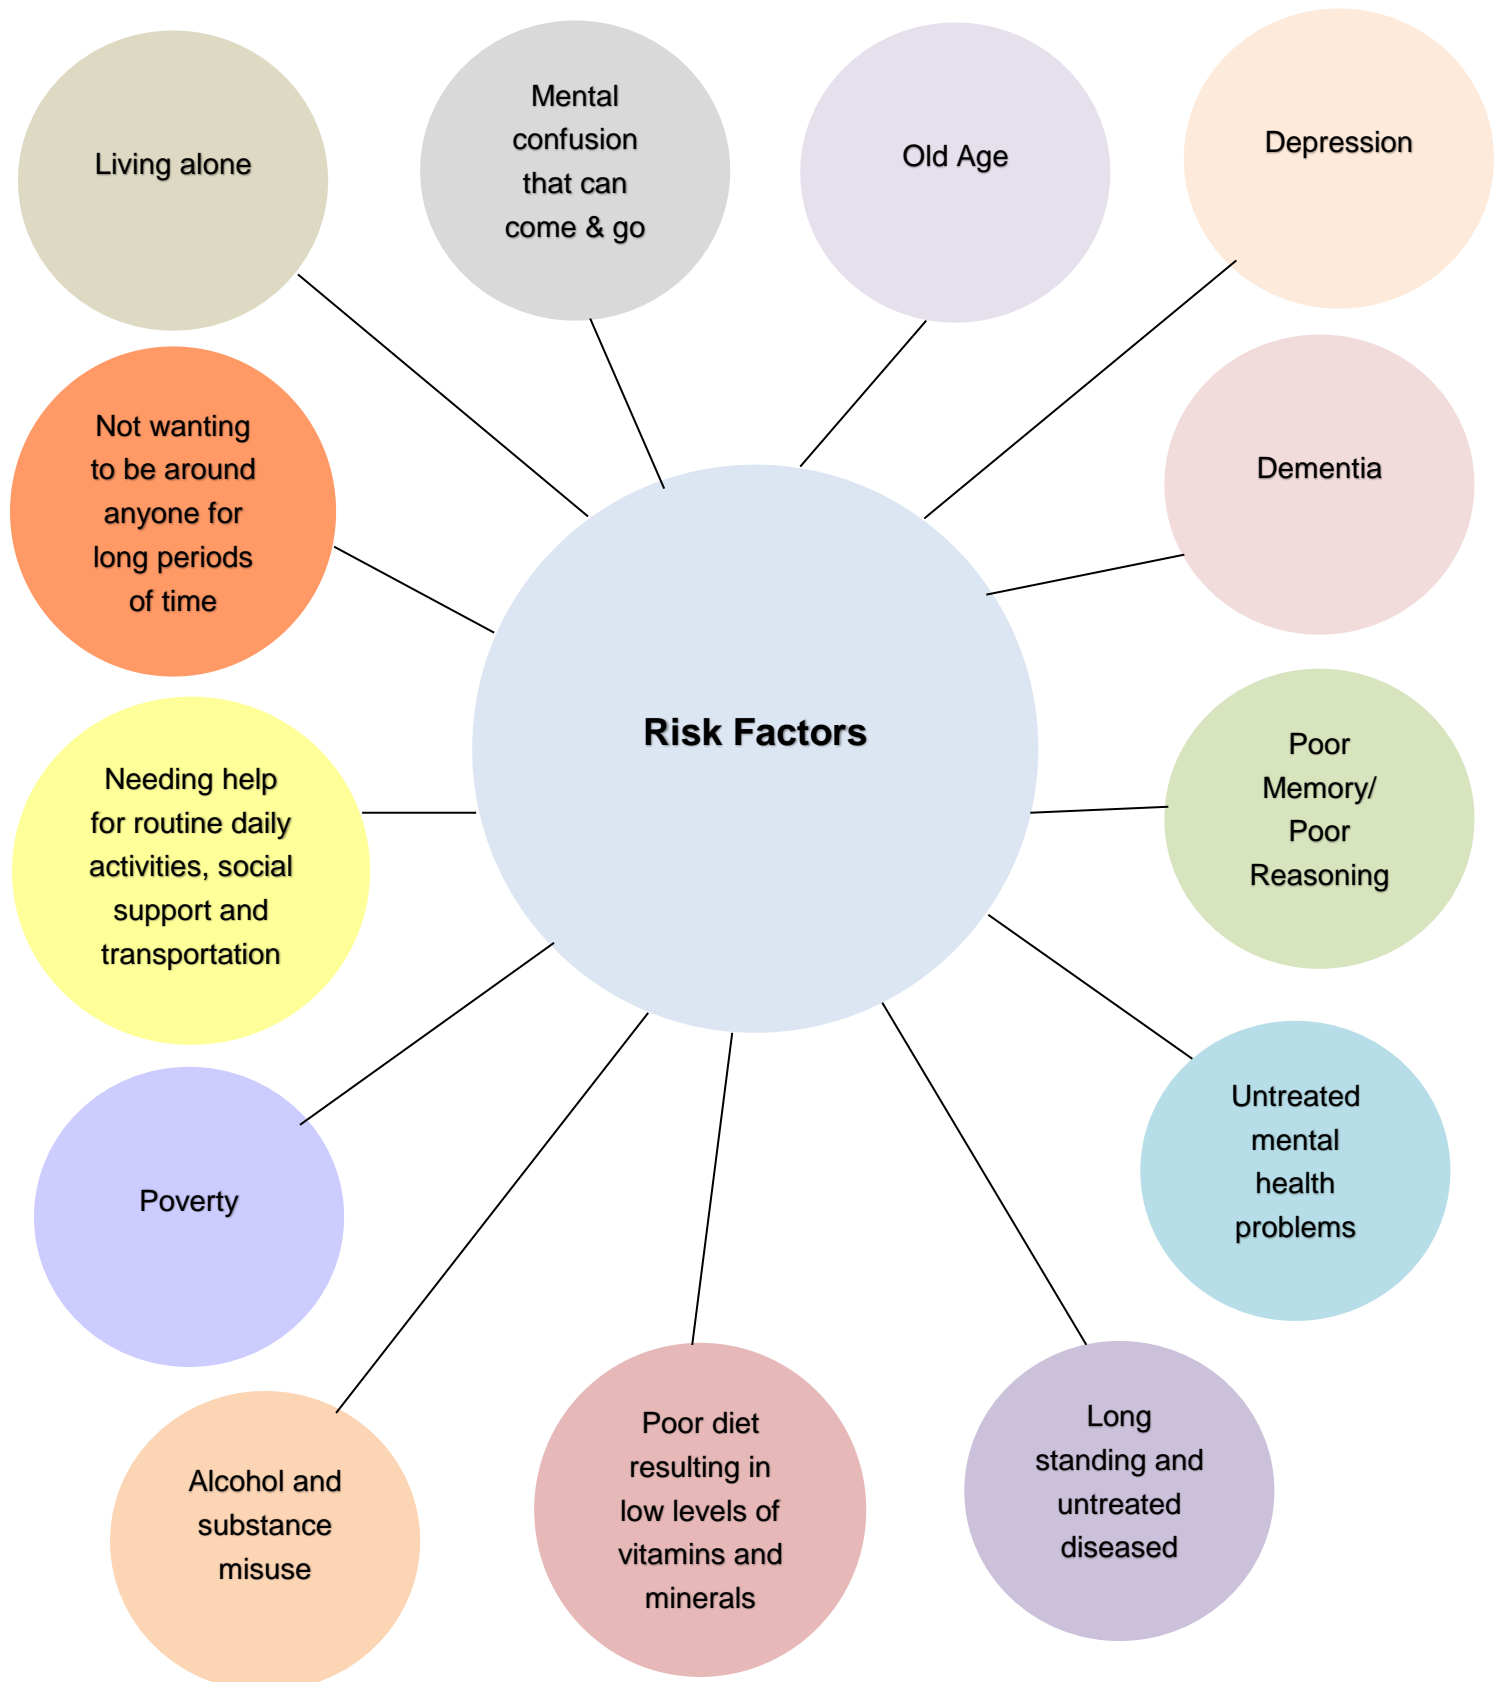 Living alone
Mental
confusion
that can
come & go
Old Age
Depression
Not wanting
to be around
anyone for
long periods
of time
Dementia
Risk Factors
Needing help
for routine daily
activities, social
support and
transportation
Poor
Memory/
Poor
Reasoning
Poverty
Untreated
mental
health
problems
Alcohol and
substance
misuse
Poor diet
resulting in
low levels of
vitamins and
minerals
Long
standing and
untreated
diseased